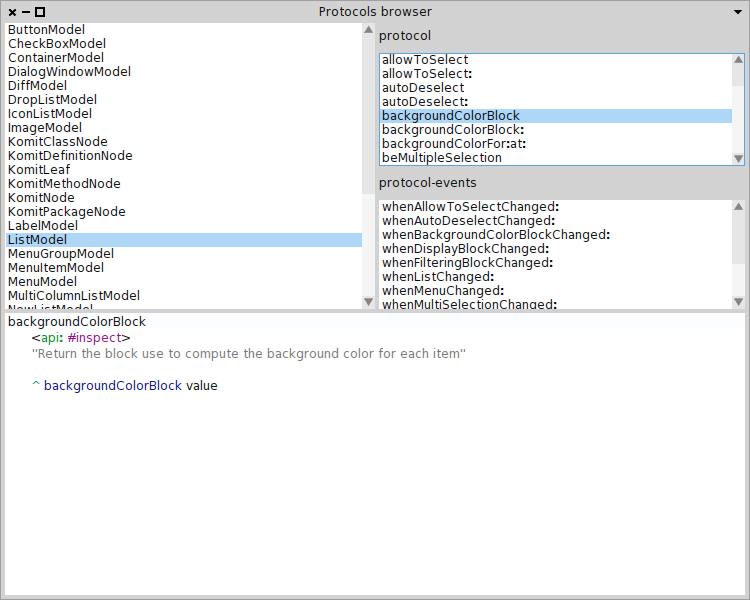 Protocols browser
ButtonModel
CheckBoxModel
ContainerModel
DialogWindowModel
DiffModel
DropListModel
IconListModel
ImageModel
KomitClassNode
KomitDefinitionNode
KomitLeaf
KomitMethodNode
KomitNode
KomitPackageNode
LabelModel
ListModel
MenuGroupModel
MenuItemModel
MenuModel
MultiColumnListModel
NewListModel
protocol
allowToSelect
allowToSelect:
autoDeselect
autoDeselect:
backgroundColorBlock
backgroundColorBlock:
backgroundColorFor:at:
beMultipleSelection
protocol-events
whenAllowToSelectChanged:
whenAutoDeselectChanged:
whenBackgroundColorBlockChanged:
whenDisplayBlockChanged:
whenFilteringBlockChanged:
whenListChanged:
whenMenuChanged:
whenMultiSelectionChanged:
backgroundColorBlock
<api: #inspect>
"Return the block use to compute the background color for each item"
^ backgroundColorBlock value